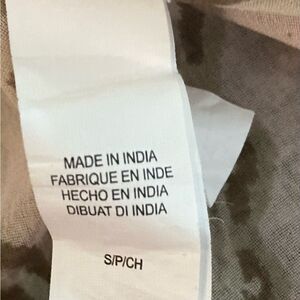 MADE IN INDIA
FABRIQUE EN INDE
HECHO EN INDIA
DIBUAT DI INDIA
S/P/CH